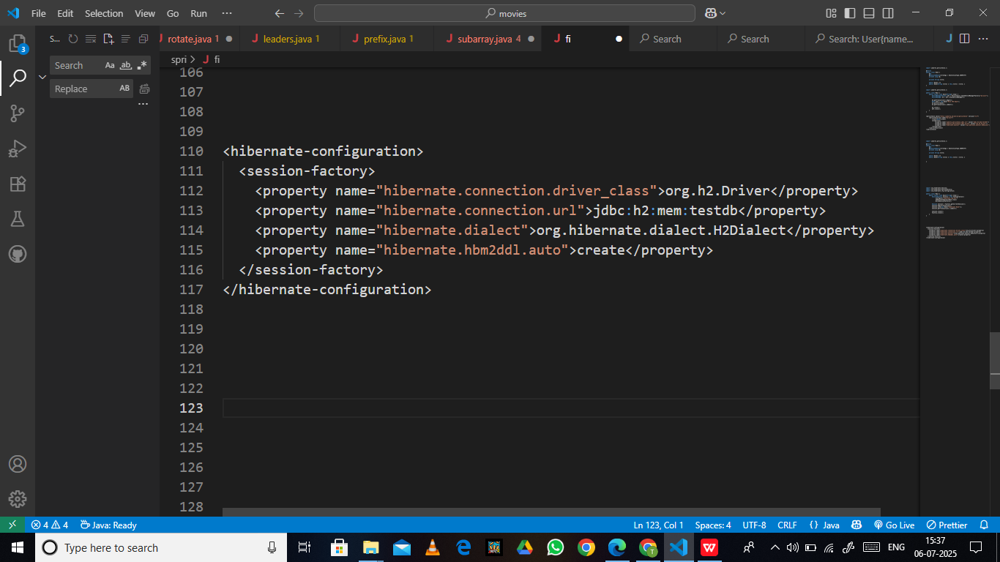 File Edit Selection View Go Run ··· movies
S...
rotate.java 1 leaders.java 1 prefix.java 1 subarray.java 4 fi Search Search Search: User{name...
Search Aa ab .*
Replace AB
spri > fi
106
107
108
109
110 <hibernate-configuration>
111 <session-factory>
112 <property name="hibernate.connection.driver_class">org.h2.Driver</property>
113 <property name="hibernate.connection.url">jdbc:h2:mem:testdb</property>
114 <property name="hibernate.dialect">org.hibernate.dialect.H2Dialect</property>
115 <property name="hibernate.hbm2ddl.auto">create</property>
116 </session-factory>
117 </hibernate-configuration>
118
119
120
121
122
123
124
125
126
127
128
3
4 4 Java: Ready Ln 123, Col 1 Spaces: 4 UTF-8 CRLF {} Java Go Live Prettier
Type here to search ENG 15:37
06-07-2025